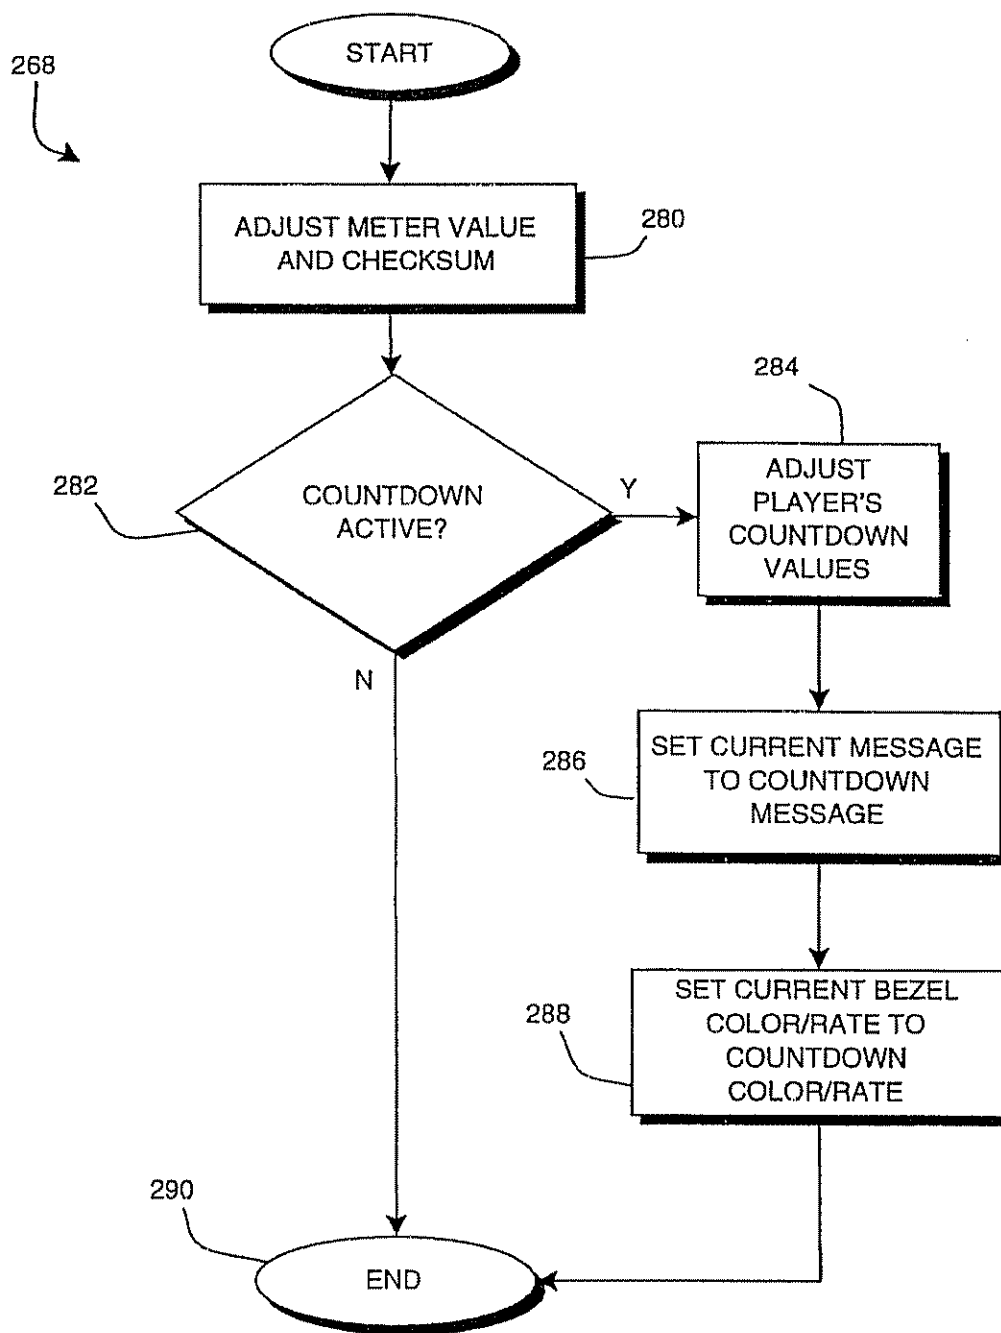 START
268
ADJUST METER VALUE
AND CHECKSUM
280
282
COUNTDOWN
ACTIVE?
Y
N
284
ADJUST
PLAYER'S
COUNTDOWN
VALUES
286
SET CURRENT MESSAGE
TO COUNTDOWN
MESSAGE
288
SET CURRENT BEZEL
COLOR/RATE TO
COUNTDOWN
COLOR/RATE
290
END